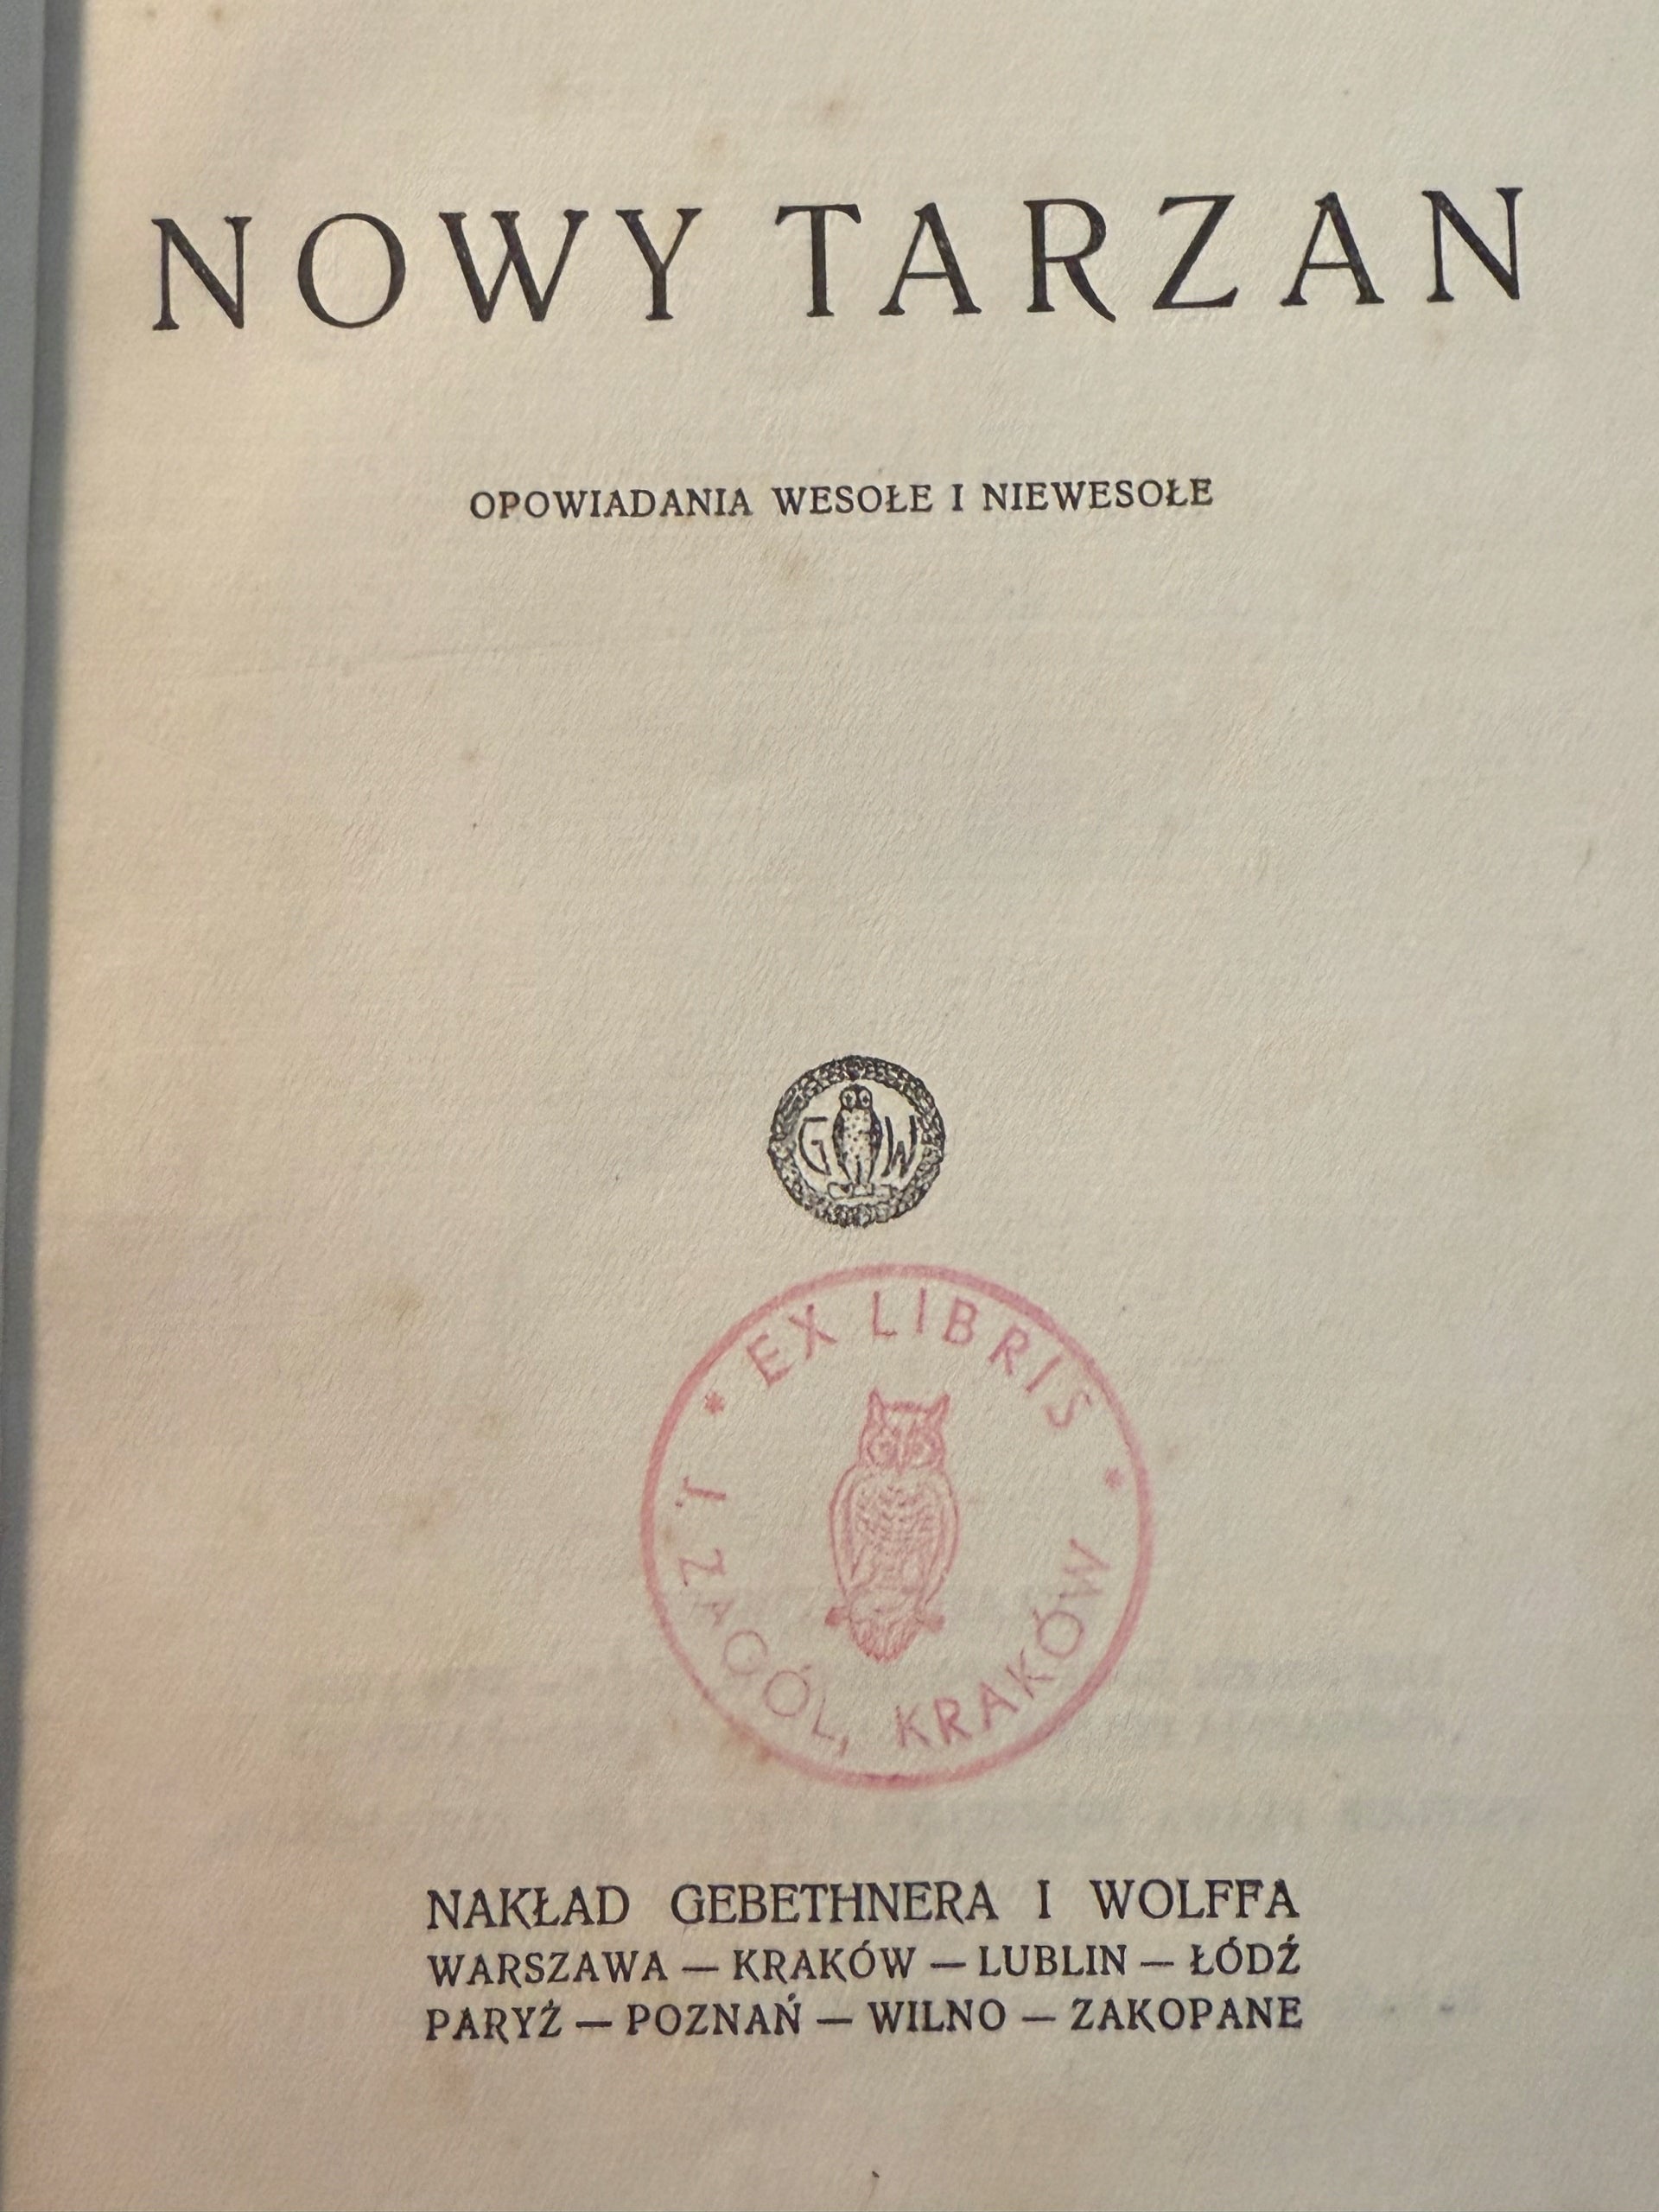 NOWY TARZAN
OPOWIADANIA WESOŁE I NIEWESOŁE
G W
* EX LIBRIS *
J. ZAGÓL, KRAKÓW
NAKŁAD GEBETHNERA I WOLFFA
WARSZAWA — KRAKÓW — LUBLIN — ŁÓDŹ
PARYŻ — POZNAŃ — WILNO — ZAKOPANE